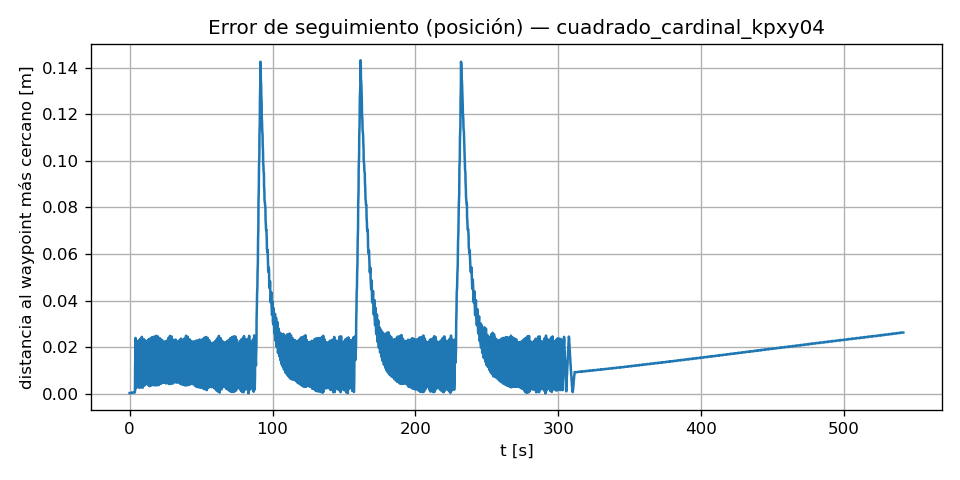 Error de seguimiento (posición) — cuadrado_cardinal_kpxy04
distancia al waypoint más cercano [m]
0.14
0.12
0.10
0.08
0.06
0.04
0.02
0.00
0 100 200 300 400 500
t [s]